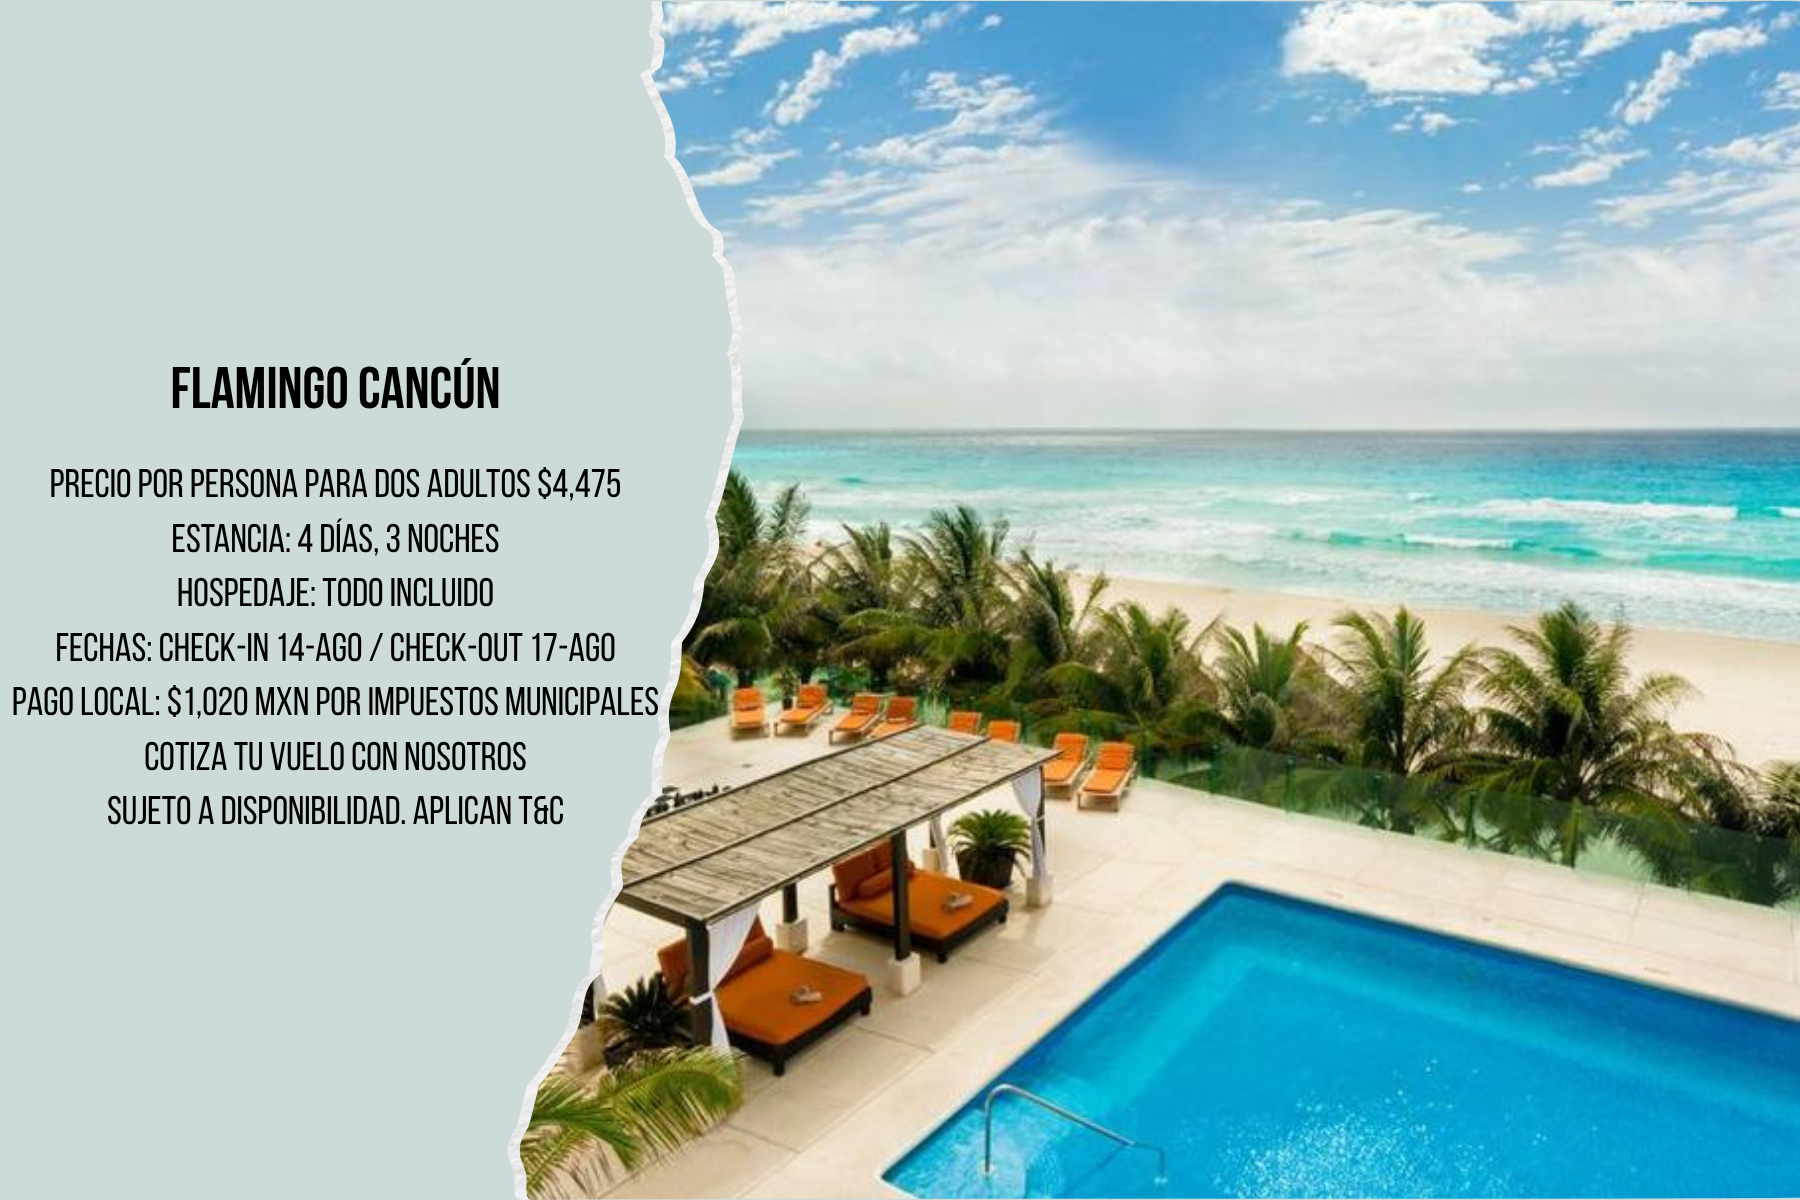 FLAMINGO CANCÚN
PRECIO POR PERSONA PARA DOS ADULTOS $4,475
ESTANCIA: 4 DÍAS, 3 NOCHES
HOSPEDAJE: TODO INCLUIDO
FECHAS: CHECK-IN 14-AGO / CHECK-OUT 17-AGO
PAGO LOCAL: $1,020 MXN POR IMPUESTOS MUNICIPALES
COTIZA TU VUELO CON NOSOTROS
SUJETO A DISPONIBILIDAD. APLICAN T&C